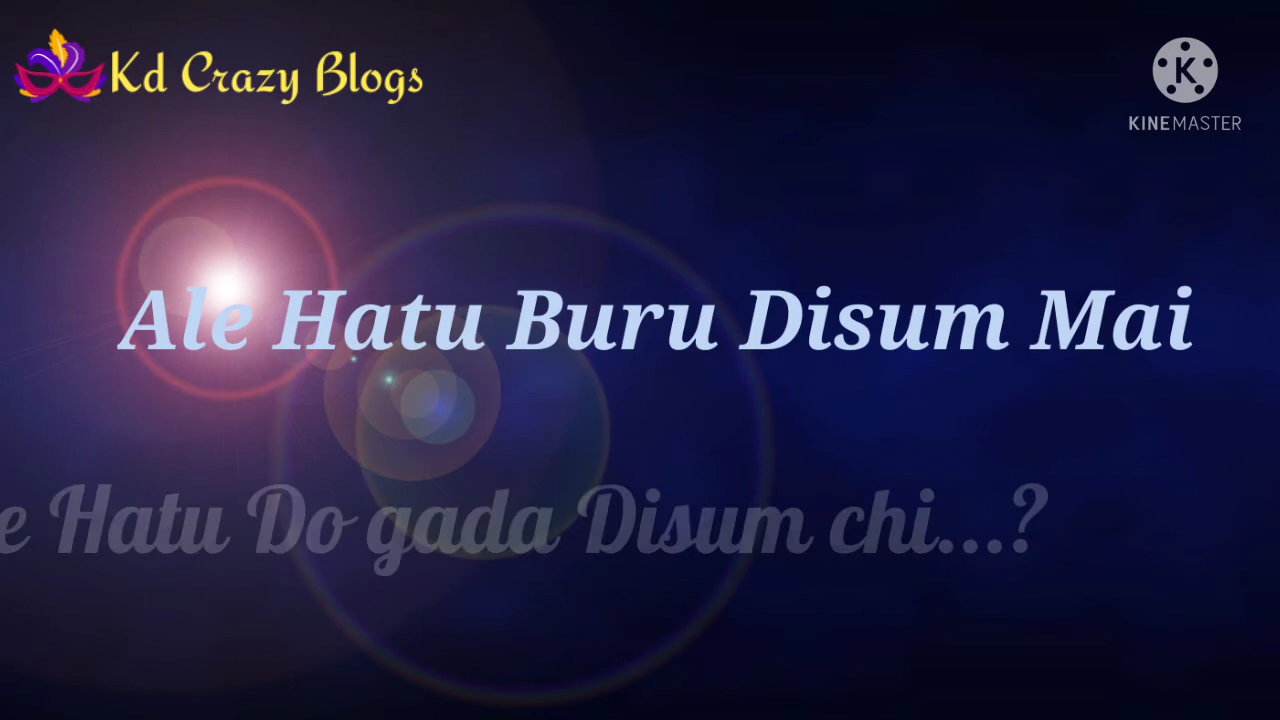 Kd Crazy Blogs
KINEMASTER
Ale Hatu Buru Disum Mai
e Hatu Do gada Disum chi...?